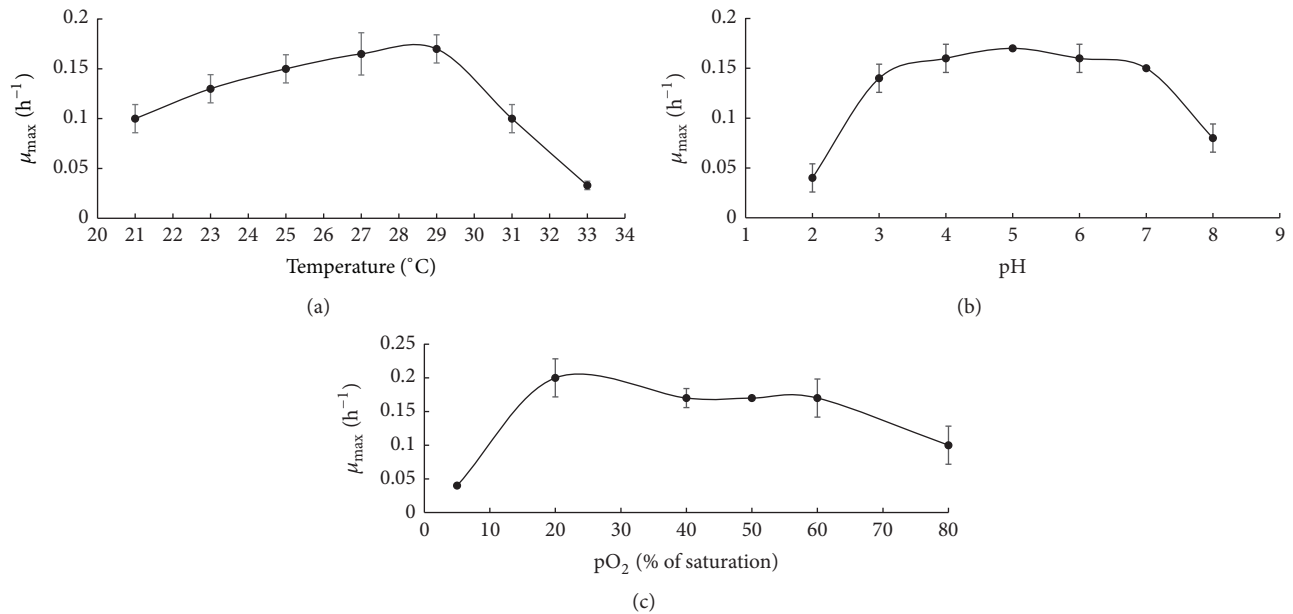 0.2
0.15
0.1
0.05
0
μmax (h−1)
20 21 22 23 24 25 26 27 28 29 30 31 32 33 34
Temperature (°C)
(a)
0.2
0.15
0.1
0.05
0
μmax (h−1)
1 2 3 4 5 6 7 8 9
pH
(b)
0.25
0.2
0.15
0.1
0.05
0
μmax (h−1)
0 10 20 30 40 50 60 70 80
pO2 (% of saturation)
(c)